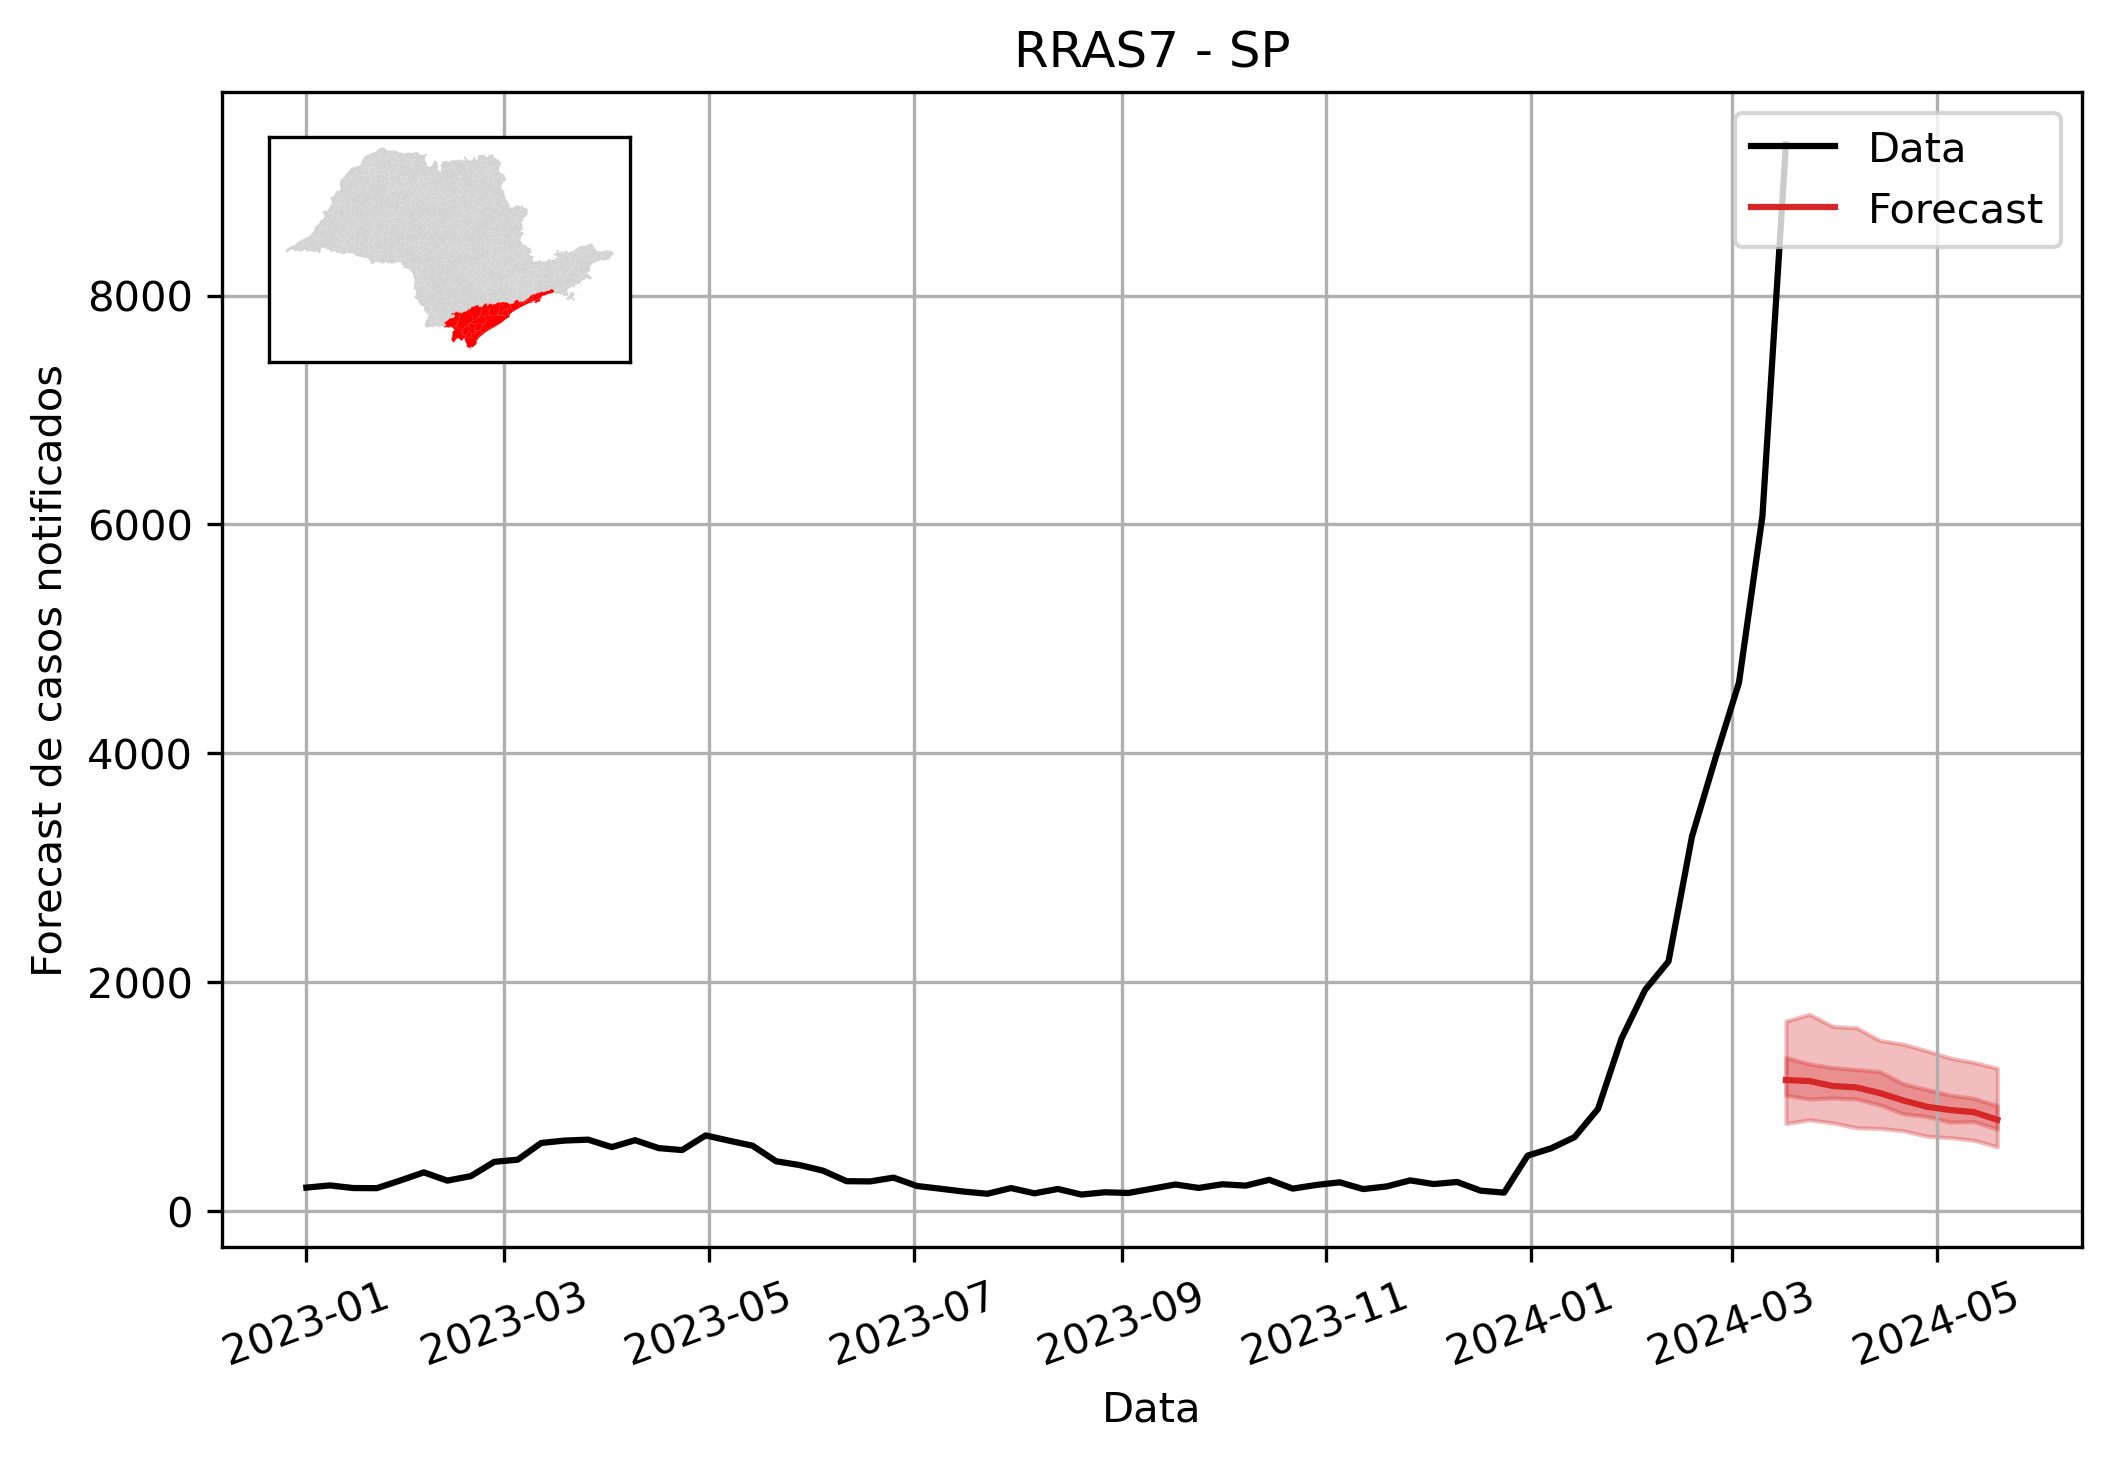 RRAS7 - SP
Data
Forecast
Forecast de casos notificados
8000
6000
4000
2000
0
2023-01 2023-03 2023-05 2023-07 2023-09 2023-11 2024-01 2024-03 2024-05
Data